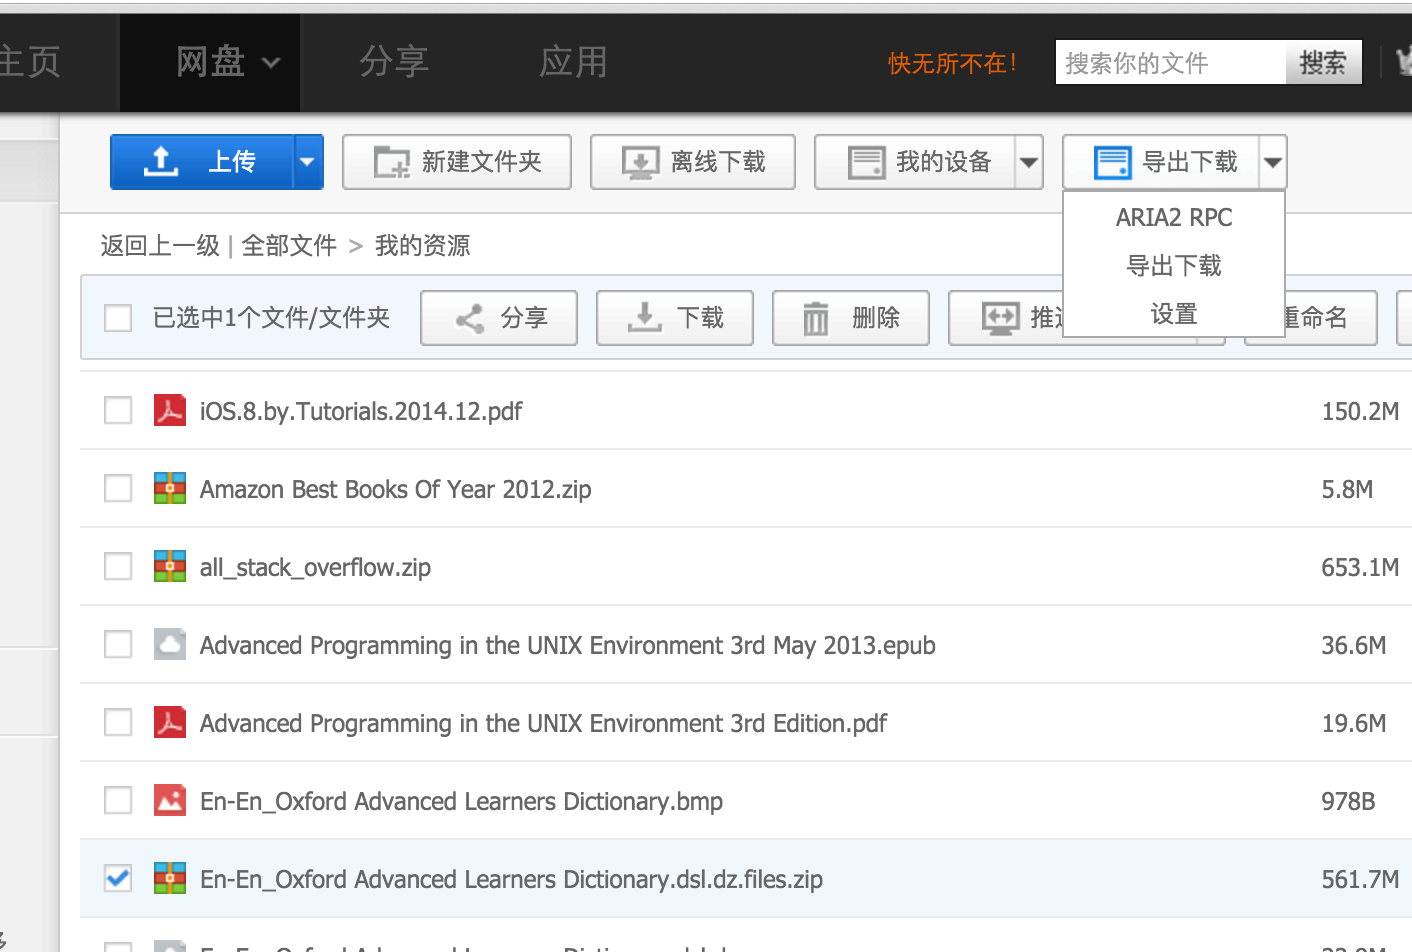 主页 网盘 分享 应用 快无所不在！ 搜索你的文件 搜索
上传 新建文件夹 离线下载 我的设备 导出下载
ARIA2 RPC
导出下载
设置
返回上一级 | 全部文件 > 我的资源
已选中1个文件/文件夹 分享 下载 删除 推 重命名
iOS.8.by.Tutorials.2014.12.pdf 150.2M
Amazon Best Books Of Year 2012.zip 5.8M
all_stack_overflow.zip 653.1M
Advanced Programming in the UNIX Environment 3rd May 2013.epub 36.6M
Advanced Programming in the UNIX Environment 3rd Edition.pdf 19.6M
En-En_Oxford Advanced Learners Dictionary.bmp 978B
En-En_Oxford Advanced Learners Dictionary.dsl.dz.files.zip 561.7M